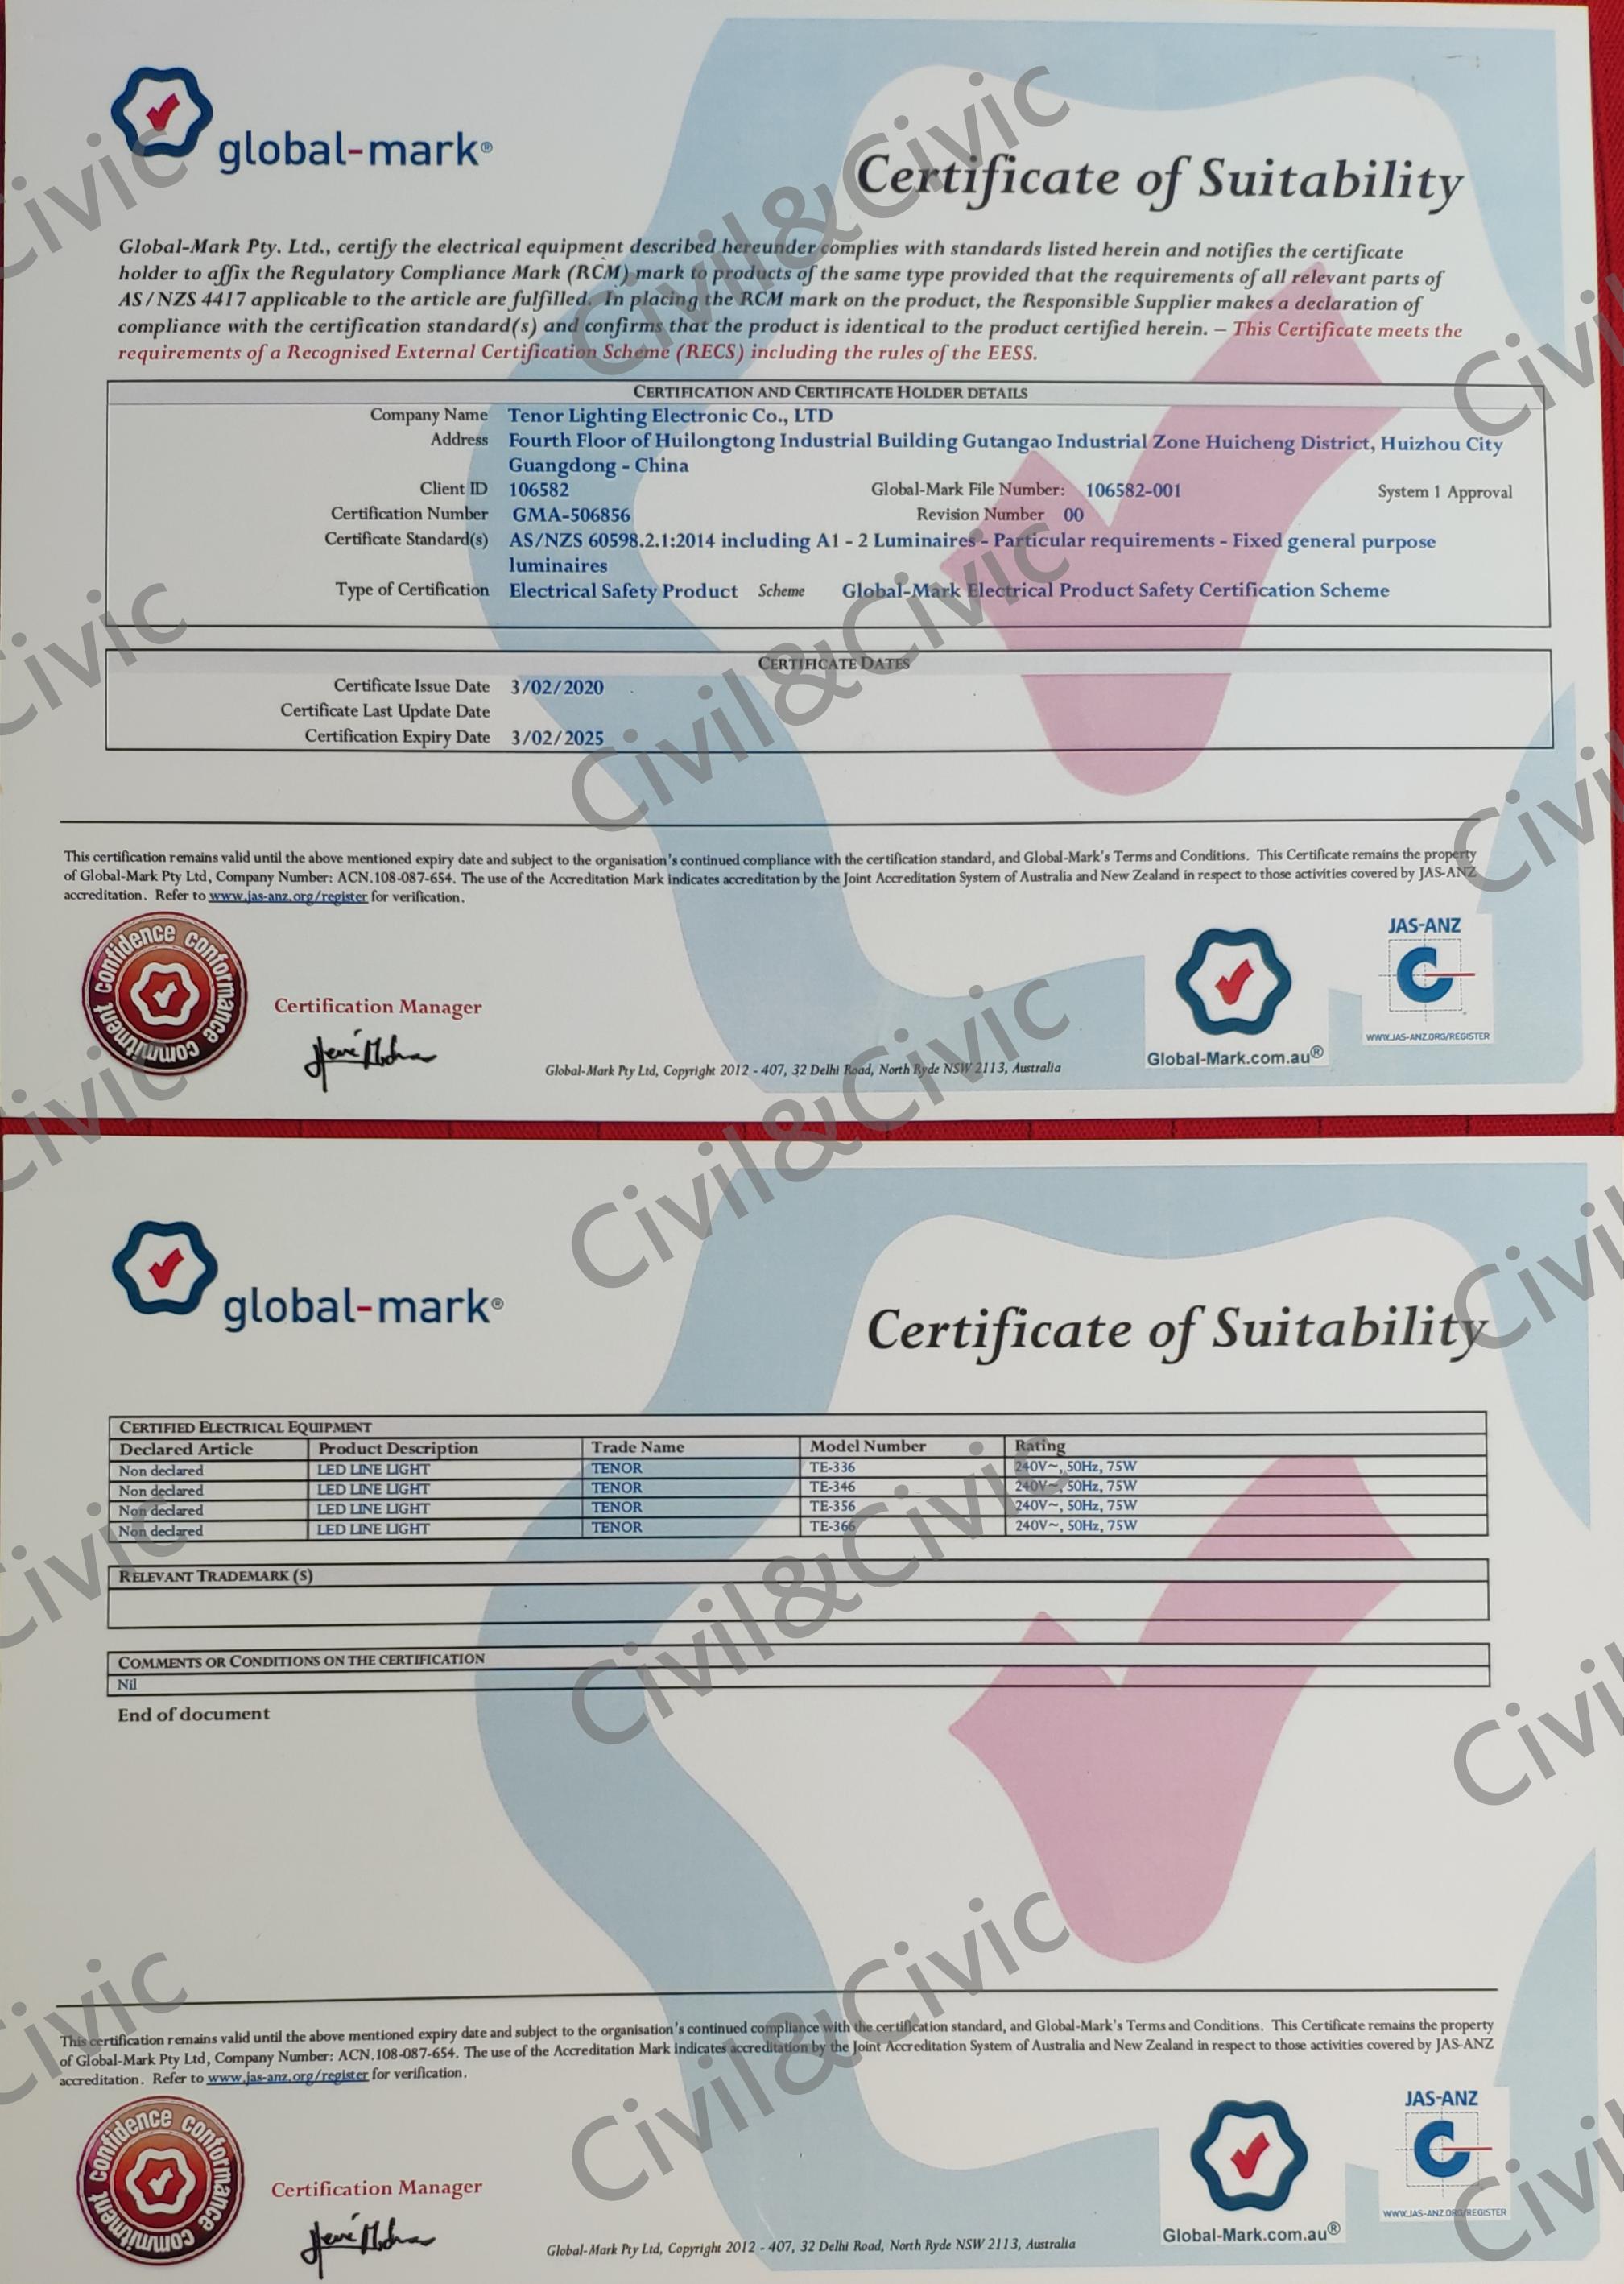 global-mark®
Certificate of Suitability
Global-Mark Pty. Ltd., certify the electrical equipment described hereunder complies with standards listed herein and notifies the certificate
holder to affix the Regulatory Compliance Mark (RCM) mark to products of the same type provided that the requirements of all relevant parts of
AS/NZS 4417 applicable to the article are fulfilled. In placing the RCM mark on the product, the Responsible Supplier makes a declaration of
compliance with the certification standard(s) and confirms that the product is identical to the product certified herein. – This Certificate meets the
requirements of a Recognised External Certification Scheme (RECS) including the rules of the EESS.
CERTIFICATION AND CERTIFICATE HOLDER DETAILS
Company Name Tenor Lighting Electronic Co., LTD
Address Fourth Floor of Huilongtong Industrial Building Gutangao Industrial Zone Huicheng District, Huizhou City
Guangdong - China
Client ID 106582 Global-Mark File Number: 106582-001 System 1 Approval
Certification Number GMA-506856 Revision Number 00
Certificate Standard(s) AS/NZS 60598.2.1:2014 including A1 - 2 Luminaires - Particular requirements - Fixed general purpose
luminaires
Type of Certification Electrical Safety Product Scheme Global-Mark Electrical Product Safety Certification Scheme
CERTIFICATE DATES
Certificate Issue Date 3/02/2020
Certificate Last Update Date
Certification Expiry Date 3/02/2025
This certification remains valid until the above mentioned expiry date and subject to the organisation's continued compliance with the certification standard, and Global-Mark's Terms and Conditions. This Certificate remains the property
of Global-Mark Pty Ltd, Company Number: ACN.108-087-654. The use of the Accreditation Mark indicates accreditation by the Joint Accreditation System of Australia and New Zealand in respect to those activities covered by JAS-ANZ
accreditation. Refer to www.jas-anz.org/register for verification.
confidence conformance commitment
Certification Manager
Global-Mark Pty Ltd, Copyright 2012 - 407, 32 Delhi Road, North Ryde NSW 2113, Australia
Global-Mark.com.au®
JAS-ANZ
WWW.JAS-ANZ.ORG/REGISTER
global-mark®
Certificate of Suitability
CERTIFIED ELECTRICAL EQUIPMENT
Declared Article Product Description Trade Name Model Number Rating
Non declared LED LINE LIGHT TENOR TE-336 240V~, 50Hz, 75W
Non declared LED LINE LIGHT TENOR TE-346 240V~, 50Hz, 75W
Non declared LED LINE LIGHT TENOR TE-356 240V~, 50Hz, 75W
Non declared LED LINE LIGHT TENOR TE-366 240V~, 50Hz, 75W
RELEVANT TRADEMARK (S)
COMMENTS OR CONDITIONS ON THE CERTIFICATION
Nil
End of document
This certification remains valid until the above mentioned expiry date and subject to the organisation's continued compliance with the certification standard, and Global-Mark's Terms and Conditions. This Certificate remains the property
of Global-Mark Pty Ltd, Company Number: ACN.108-087-654. The use of the Accreditation Mark indicates accreditation by the Joint Accreditation System of Australia and New Zealand in respect to those activities covered by JAS-ANZ
accreditation. Refer to www.jas-anz.org/register for verification.
confidence conformance commitment
Certification Manager
Global-Mark Pty Ltd, Copyright 2012 - 407, 32 Delhi Road, North Ryde NSW 2113, Australia
Global-Mark.com.au®
JAS-ANZ
WWW.JAS-ANZ.ORG/REGISTER
Civil&Civic
Civil&Civic
Civil&Civic
Civil&Civic
Civil&Civic